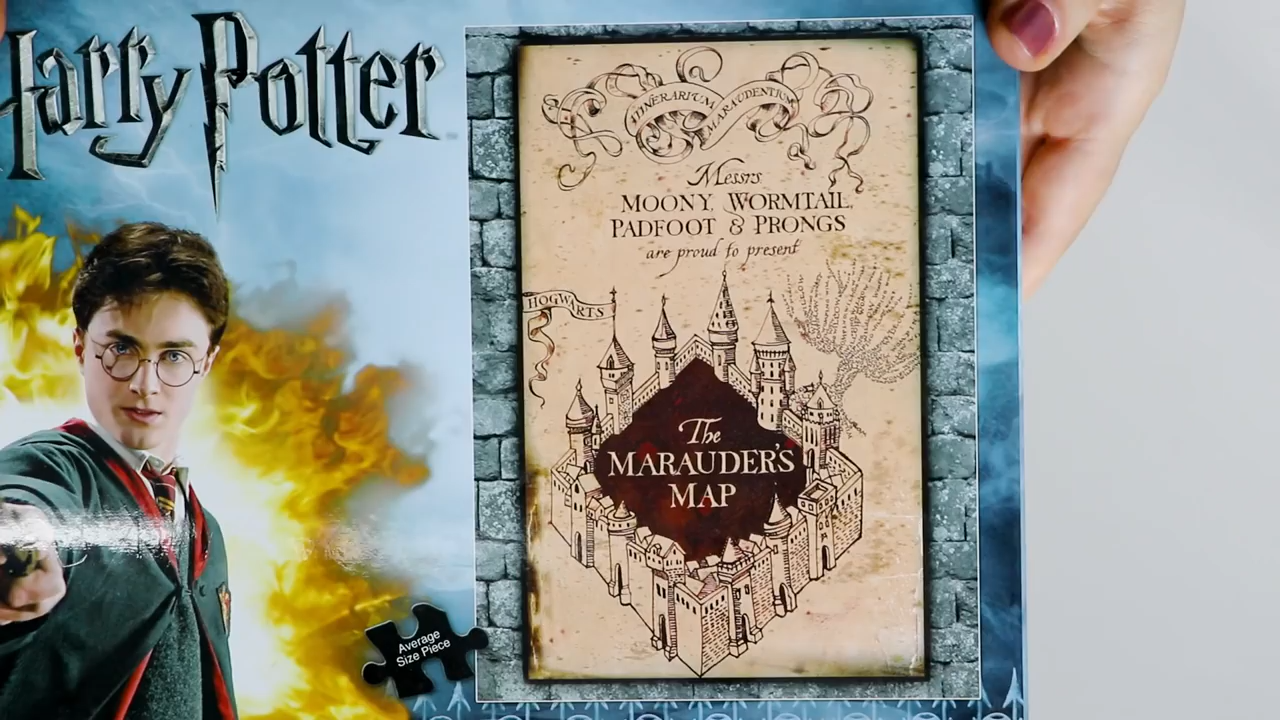 Harry Potter
ITINERARIUM
MARAUDENTIUM
Messrs
MOONY, WORMTAIL,
PADFOOT & PRONGS
are proud to present
HOGWARTS
The
MARAUDER'S
MAP
Average
Size Piece